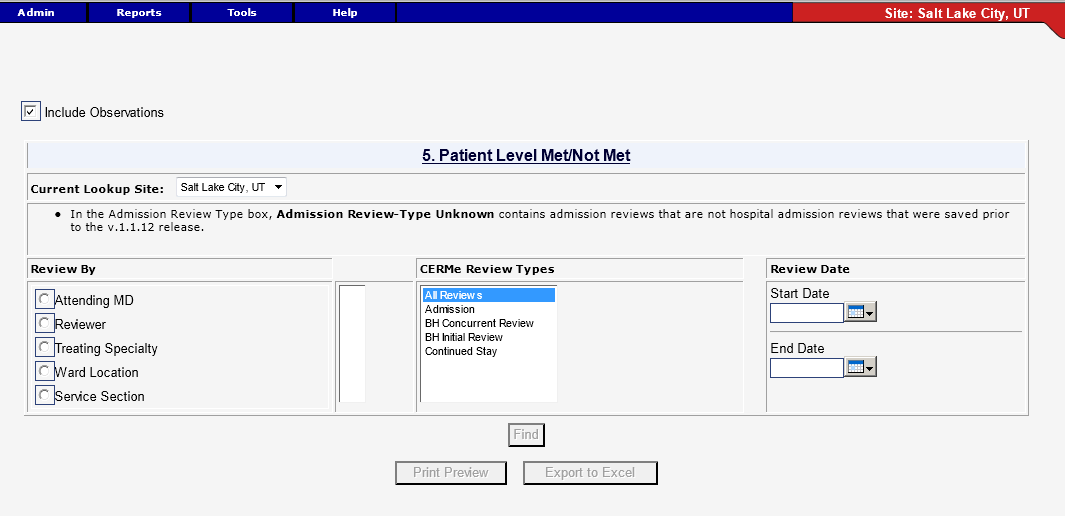 Admin Reports Tools Help Site: Salt Lake City, UT
Include Observations
5. Patient Level Met/Not Met
Current Lookup Site: Salt Lake City, UT
In the Admission Review Type box, Admission Review-Type Unknown contains admission reviews that are not hospital admission reviews that were saved prior
to the v.1.1.12 release.
Review By
Attending MD
Reviewer
Treating Specialty
Ward Location
Service Section
CERMe Review Types
All Reviews
Admission
BH Concurrent Review
BH Initial Review
Continued Stay
Review Date
Start Date
End Date
Find
Print Preview Export to Excel